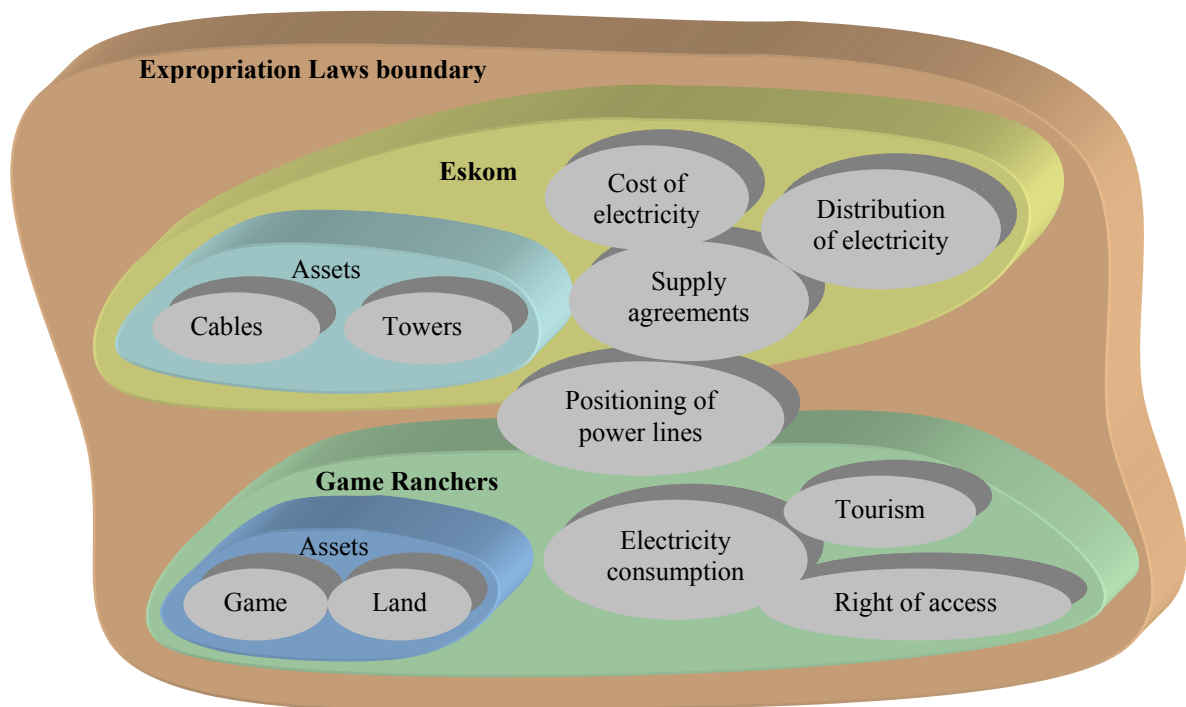 Expropriation Laws boundary
Eskom
Cost of
electricity
Distribution
of electricity
Assets
Cables
Towers
Supply
agreements
Positioning of
power lines
Game Ranchers
Assets
Game
Land
Electricity
consumption
Tourism
Right of access